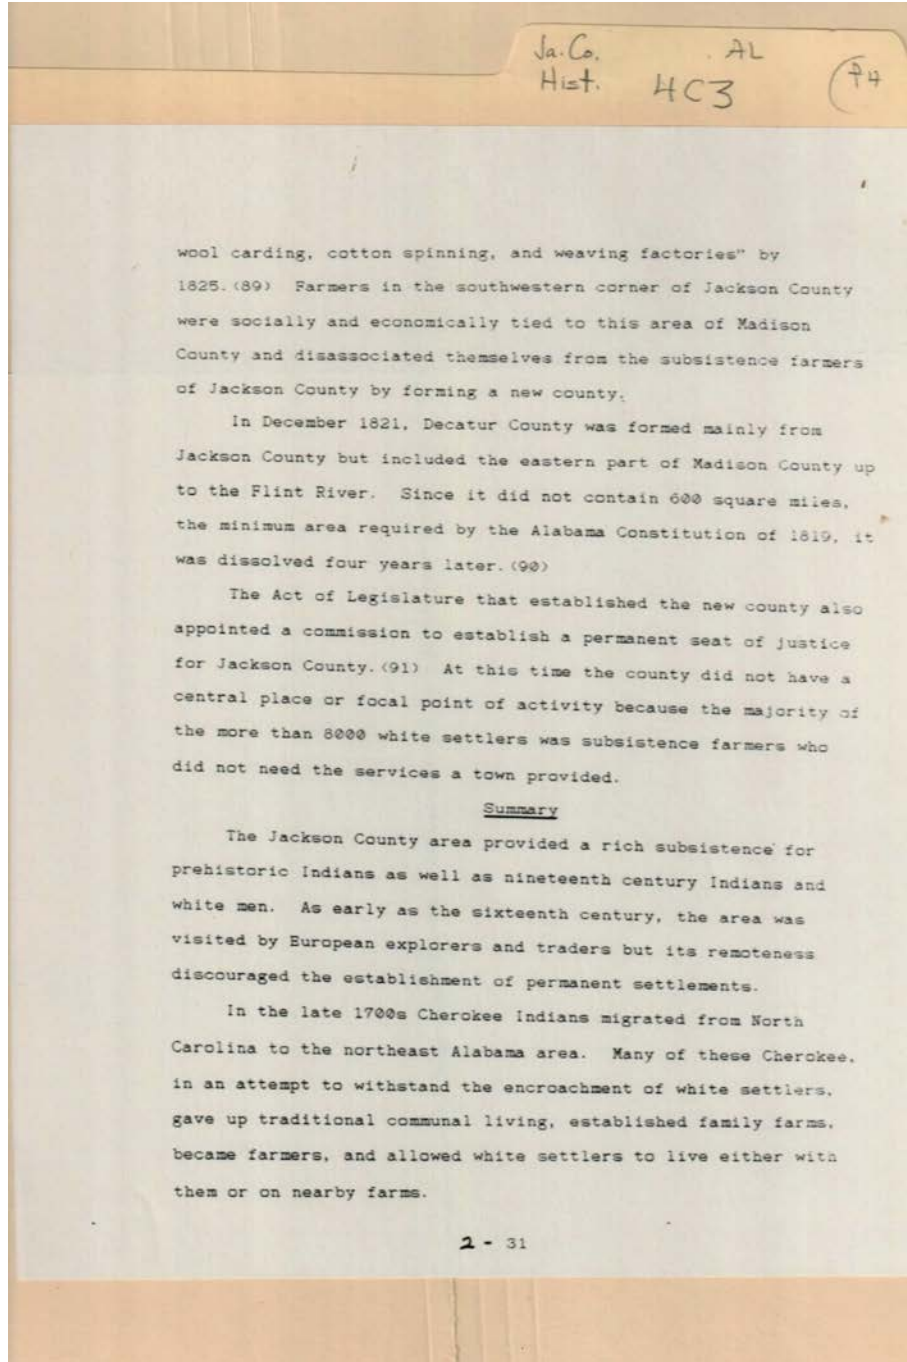 Ja. Co. AL
Hist. 4C3 P4
wool carding, cotton spinning, and weaving factories" by
1825.(89) Farmers in the southwestern corner of Jackson County
were socially and economically tied to this area of Madison
County and disassociated themselves from the subsistence farmers
of Jackson County by forming a new county.
In December 1821, Decatur County was formed mainly from
Jackson County but included the eastern part of Madison County up
to the Flint River. Since it did not contain 600 square miles,
the minimum area required by the Alabama Constitution of 1819, it
was dissolved four years later.(90)
The Act of Legislature that established the new county also
appointed a commission to establish a permanent seat of justice
for Jackson County.(91) At this time the county did not have a
central place or focal point of activity because the majority of
the more than 8000 white settlers was subsistence farmers who
did not need the services a town provided.
Summary
The Jackson County area provided a rich subsistence for
prehistoric Indians as well as nineteenth century Indians and
white men. As early as the sixteenth century, the area was
visited by European explorers and traders but its remoteness
discouraged the establishment of permanent settlements.
In the late 1700s Cherokee Indians migrated from North
Carolina to the northeast Alabama area. Many of these Cherokee,
in an attempt to withstand the encroachment of white settlers,
gave up traditional communal living, established family farms,
became farmers, and allowed white settlers to live either with
them or on nearby farms.
2 - 31